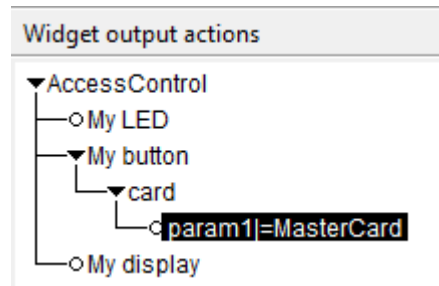 Widget output actions
AccessControl
My LED
My button
card
param1|=MasterCard
My display